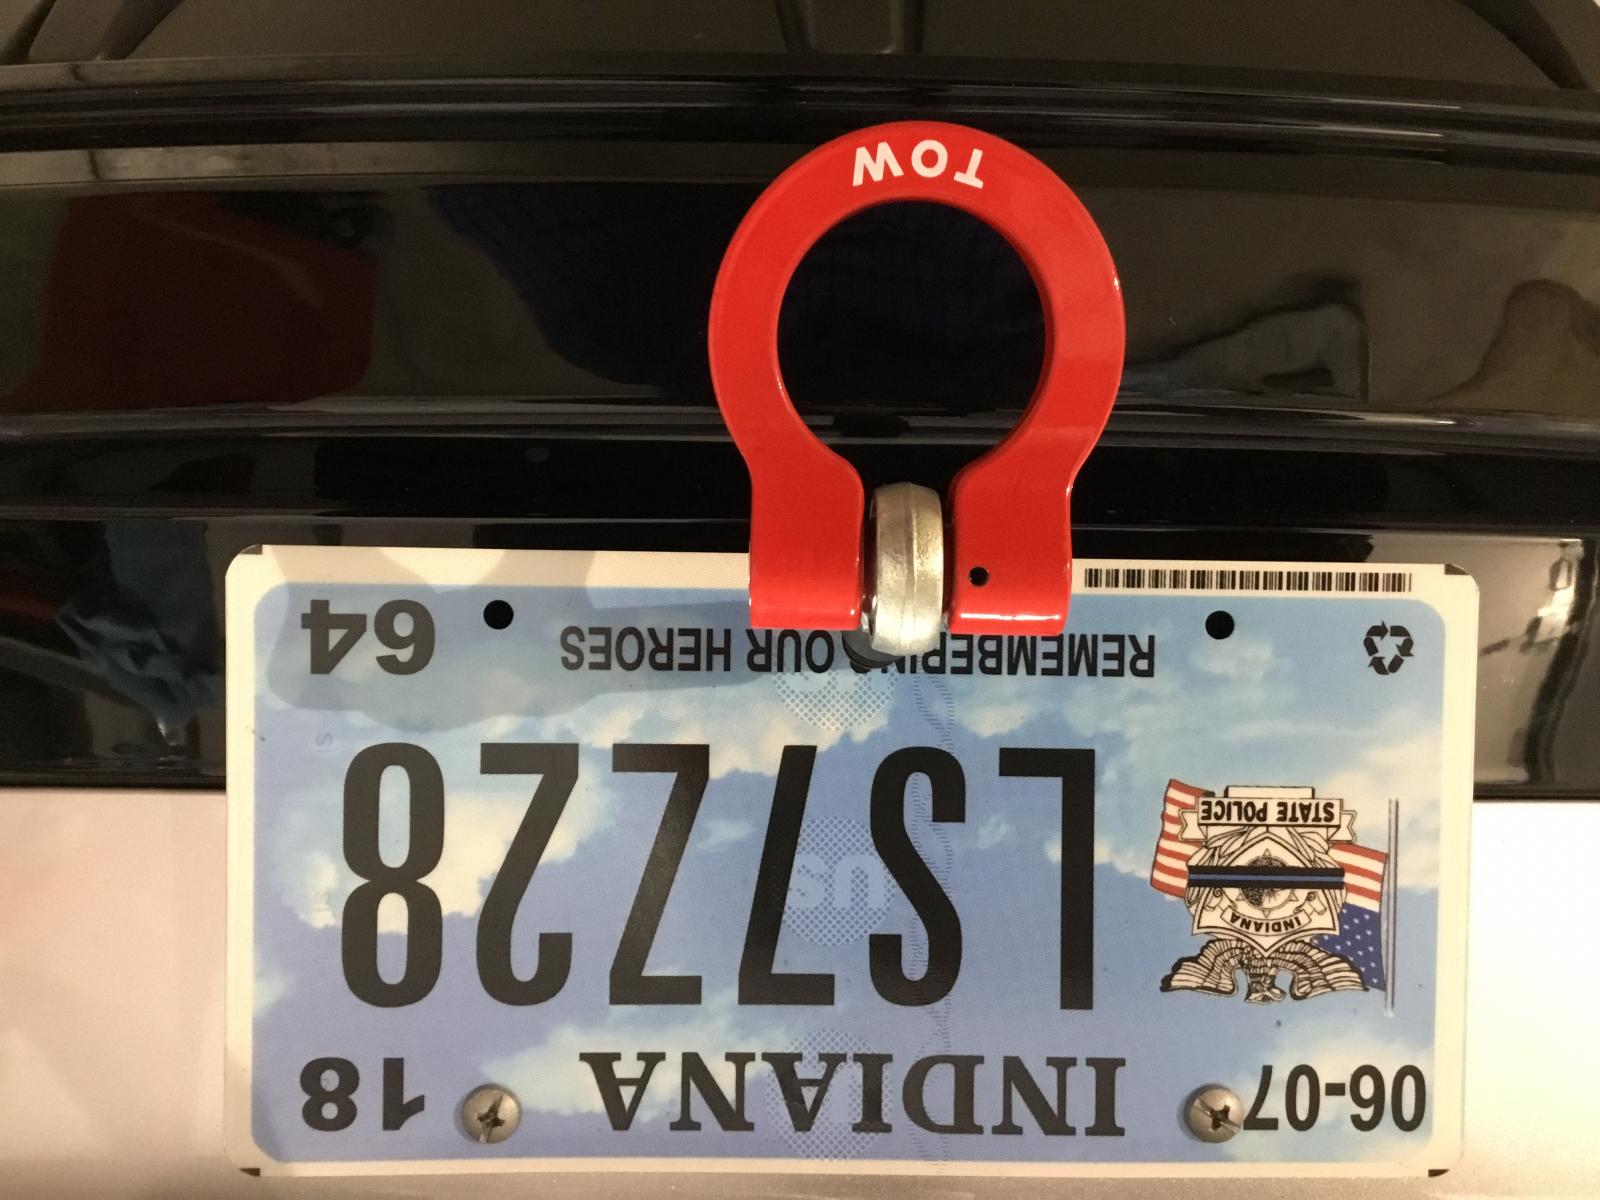 06-07 INDIANA 18
INDIANA
STATE POLICE
LS7Z28
REMEMBERING OUR HEROES
64
TOW